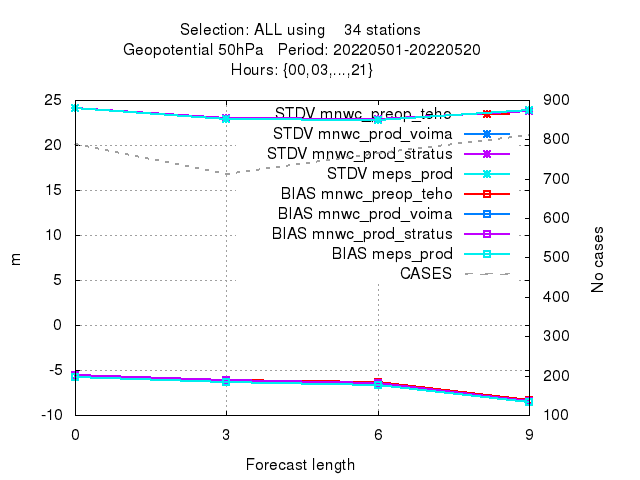 Selection: ALL using 34 stations
Geopotential 50hPa Period: 20220501-20220520
Hours: {00,03,...,21}
25
20
15
10
5
0
-5
-10
m
0
3
6
9
Forecast length
900
800
700
600
500
400
300
200
100
No cases
STDV mnwc_preop_teho
STDV mnwc_prod_voima
STDV mnwc_prod_stratus
STDV meps_prod
BIAS mnwc_preop_teho
BIAS mnwc_prod_voima
BIAS mnwc_prod_stratus
BIAS meps_prod
CASES